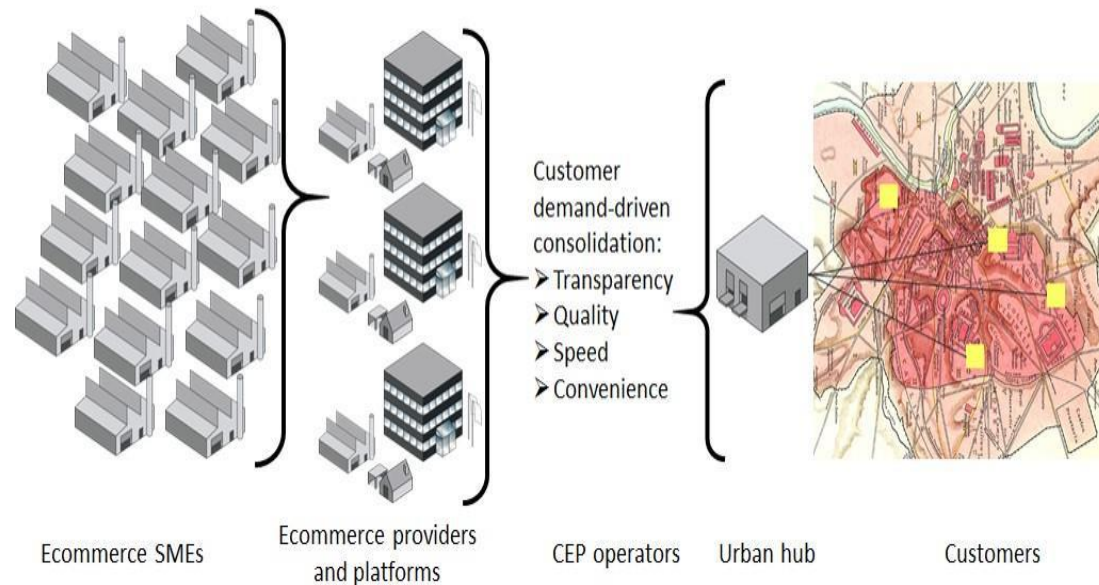 Customer
demand-driven
consolidation:
➤Transparency
➤Quality
➤Speed
➤Convenience
Ecommerce SMEs
Ecommerce providers
and platforms
CEP operators
Urban hub
Customers